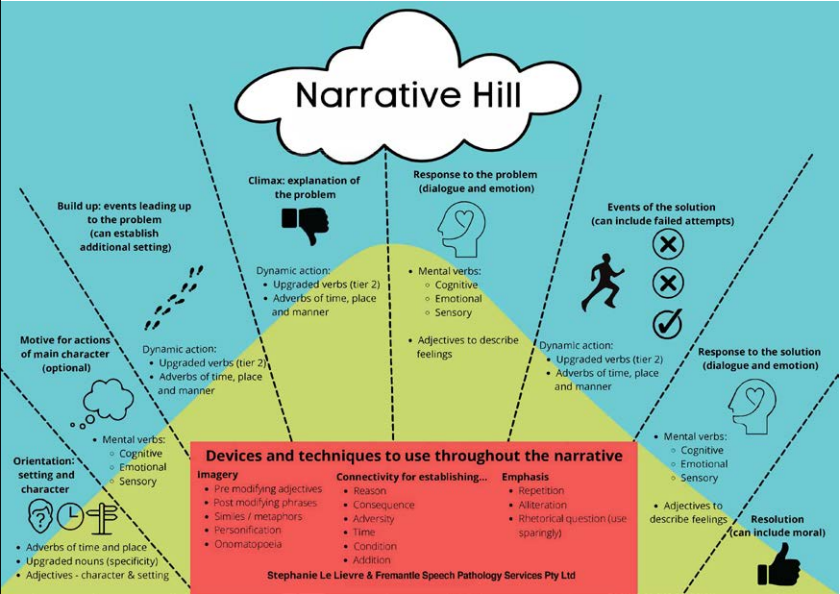 Narrative Hill
Orientation:
setting and
character
• Adverbs of time and place
• Upgraded nouns (specificity)
• Adjectives - character & setting
Motive for actions
of main character
(optional)
• Mental verbs:
○ Cognitive
○ Emotional
○ Sensory
Build up: events leading up
to the problem
(can establish
additional setting)
Dynamic action:
• Upgraded verbs (tier 2)
• Adverbs of time, place
and manner
Climax: explanation of
the problem
Dynamic action:
• Upgraded verbs (tier 2)
• Adverbs of time, place
and manner
Response to the problem
(dialogue and emotion)
• Mental verbs:
○ Cognitive
○ Emotional
○ Sensory
• Adjectives to describe
feelings
Events of the solution
(can include failed attempts)
Dynamic action:
• Upgraded verbs (tier 2)
• Adverbs of time, place
and manner
Response to the solution
(dialogue and emotion)
• Mental verbs:
○ Cognitive
○ Emotional
○ Sensory
• Adjectives to
describe feelings
Resolution
(can include moral)
Devices and techniques to use throughout the narrative
Imagery
• Pre modifying adjectives
• Post modifying phrases
• Similes / metaphors
• Personification
• Onomatopoeia
Connectivity for establishing...
• Reason
• Consequence
• Adversity
• Time
• Condition
• Addition
Emphasis
• Repetition
• Alliteration
• Rhetorical question (use
sparingly)
Stephanie Le Lievre & Fremantle Speech Pathology Services Pty Ltd